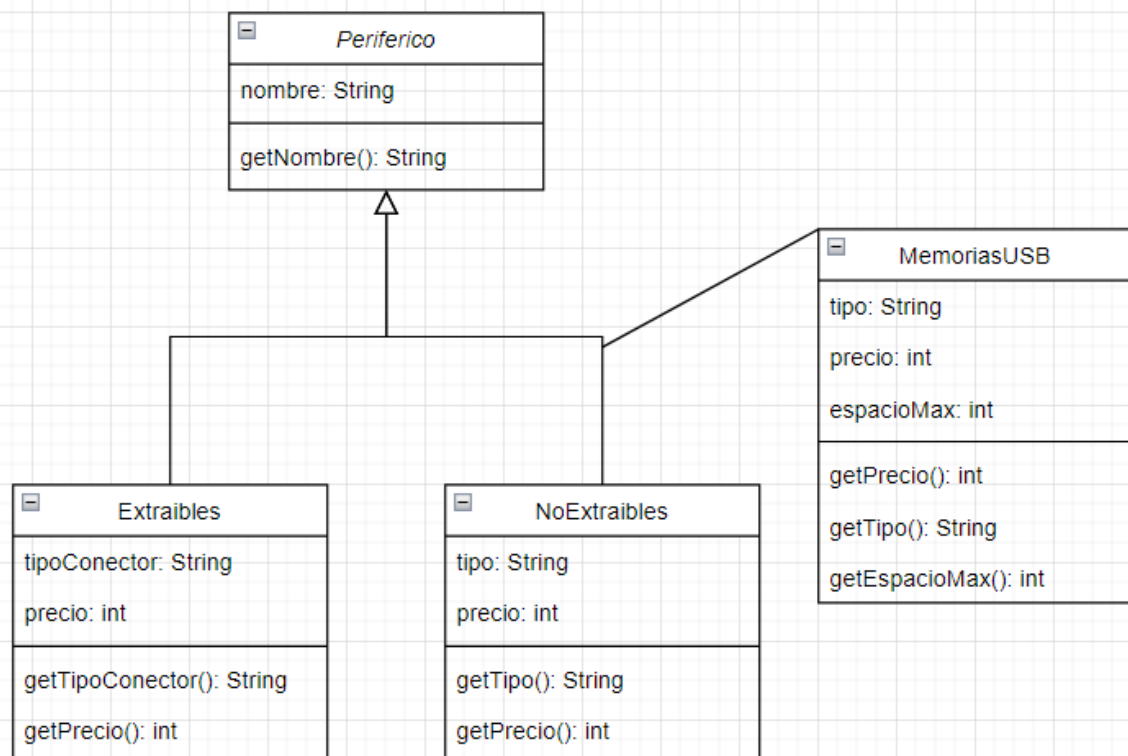 Periferico
nombre: String
getNombre(): String
MemoriasUSB
tipo: String
precio: int
espacioMax: int
getPrecio(): int
getTipo(): String
getEspacioMax(): int
Extraibles
tipoConector: String
precio: int
getTipoConector(): String
getPrecio(): int
NoExtraibles
tipo: String
precio: int
getTipo(): String
getPrecio(): int